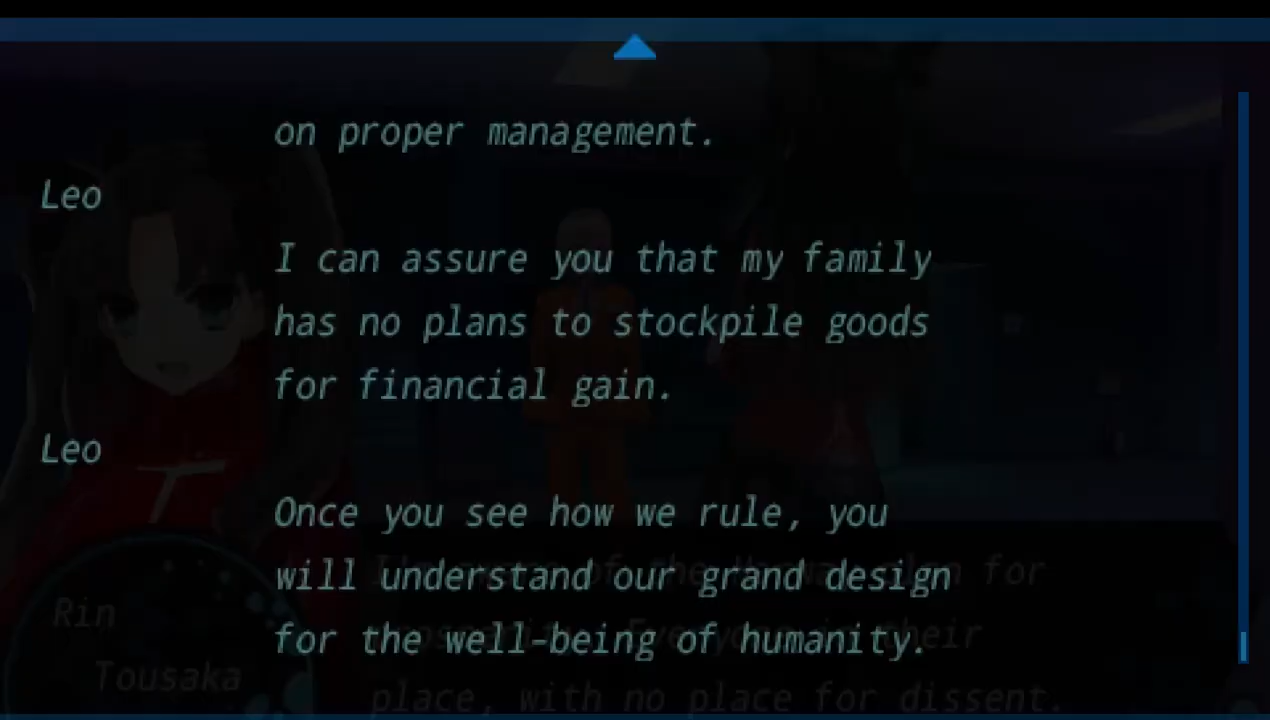 on proper management.
Leo
I can assure you that my family
has no plans to stockpile goods
for financial gain.
Leo
Once you see how we rule, you
will understand our grand design
for the well-being of humanity.
Rin
Tousaka
for
their
place, with no place for dissent.